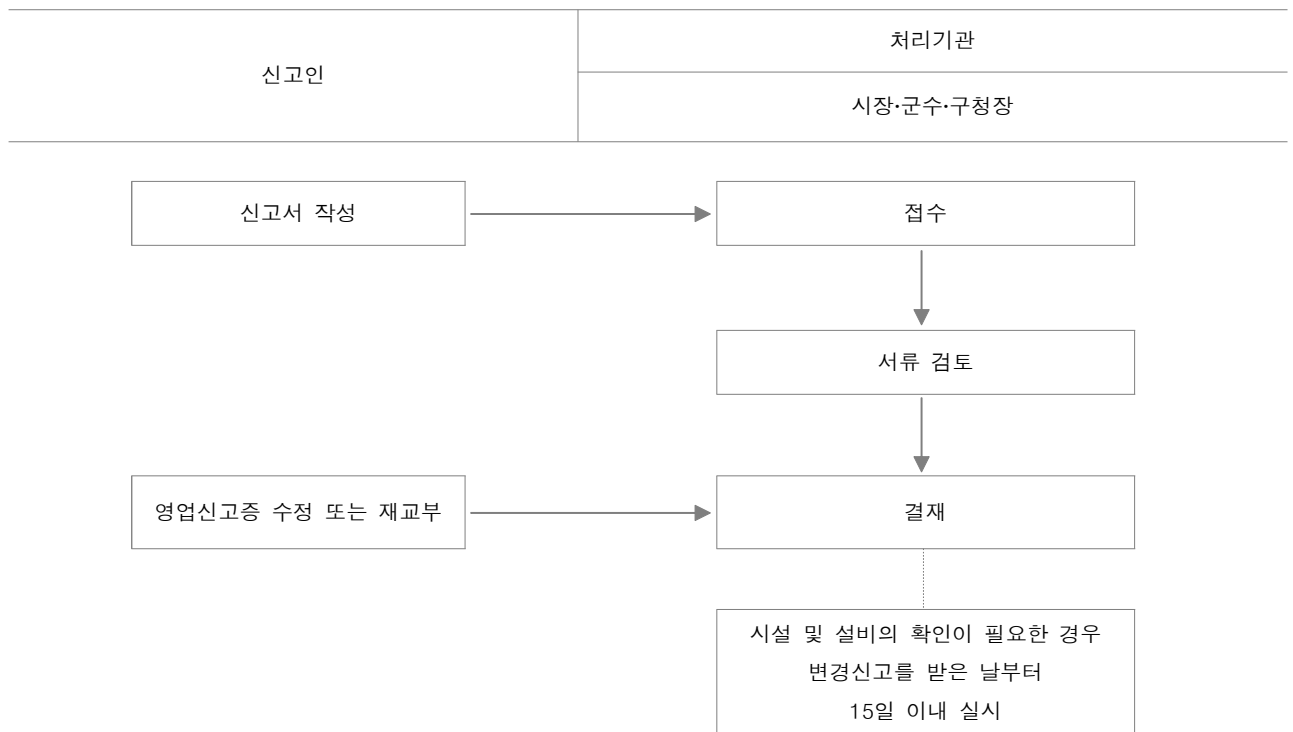 신고인
처리기관
시장·군수·구청장
신고서 작성
접수
서류 검토
영업신고증 수정 또는 재교부
결재
시설 및 설비의 확인이 필요한 경우
변경신고를 받은 날부터
15일 이내 실시